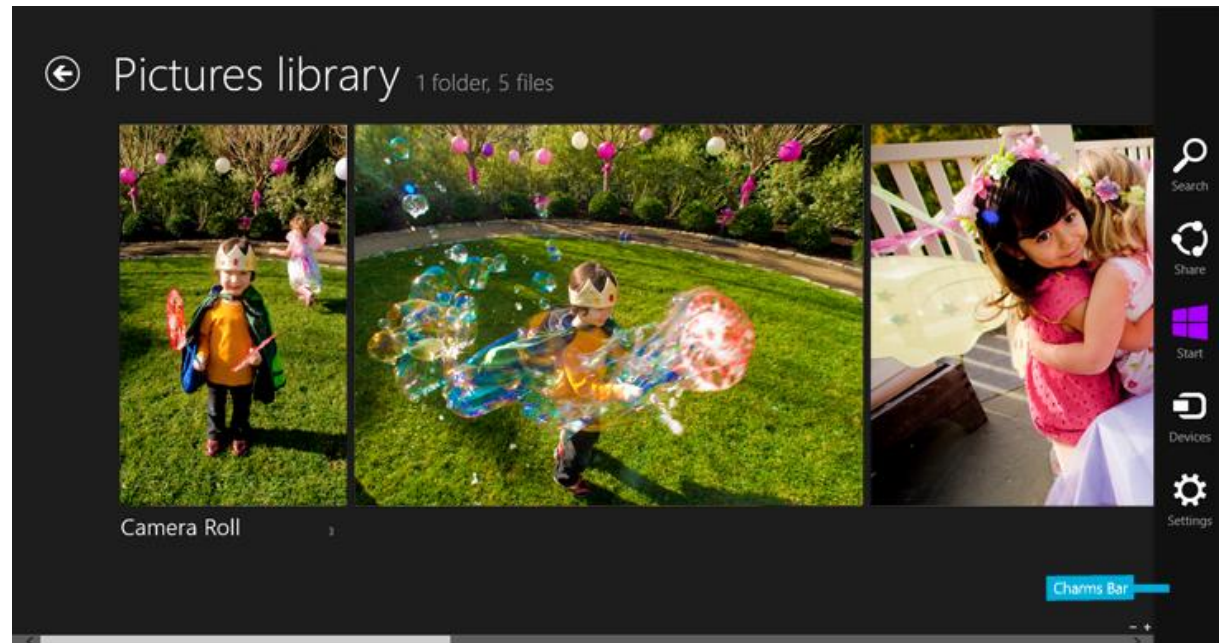 Pictures library 1 folder, 5 files
Search
Share
Start
Devices
Settings
Camera Roll
Charms Bar